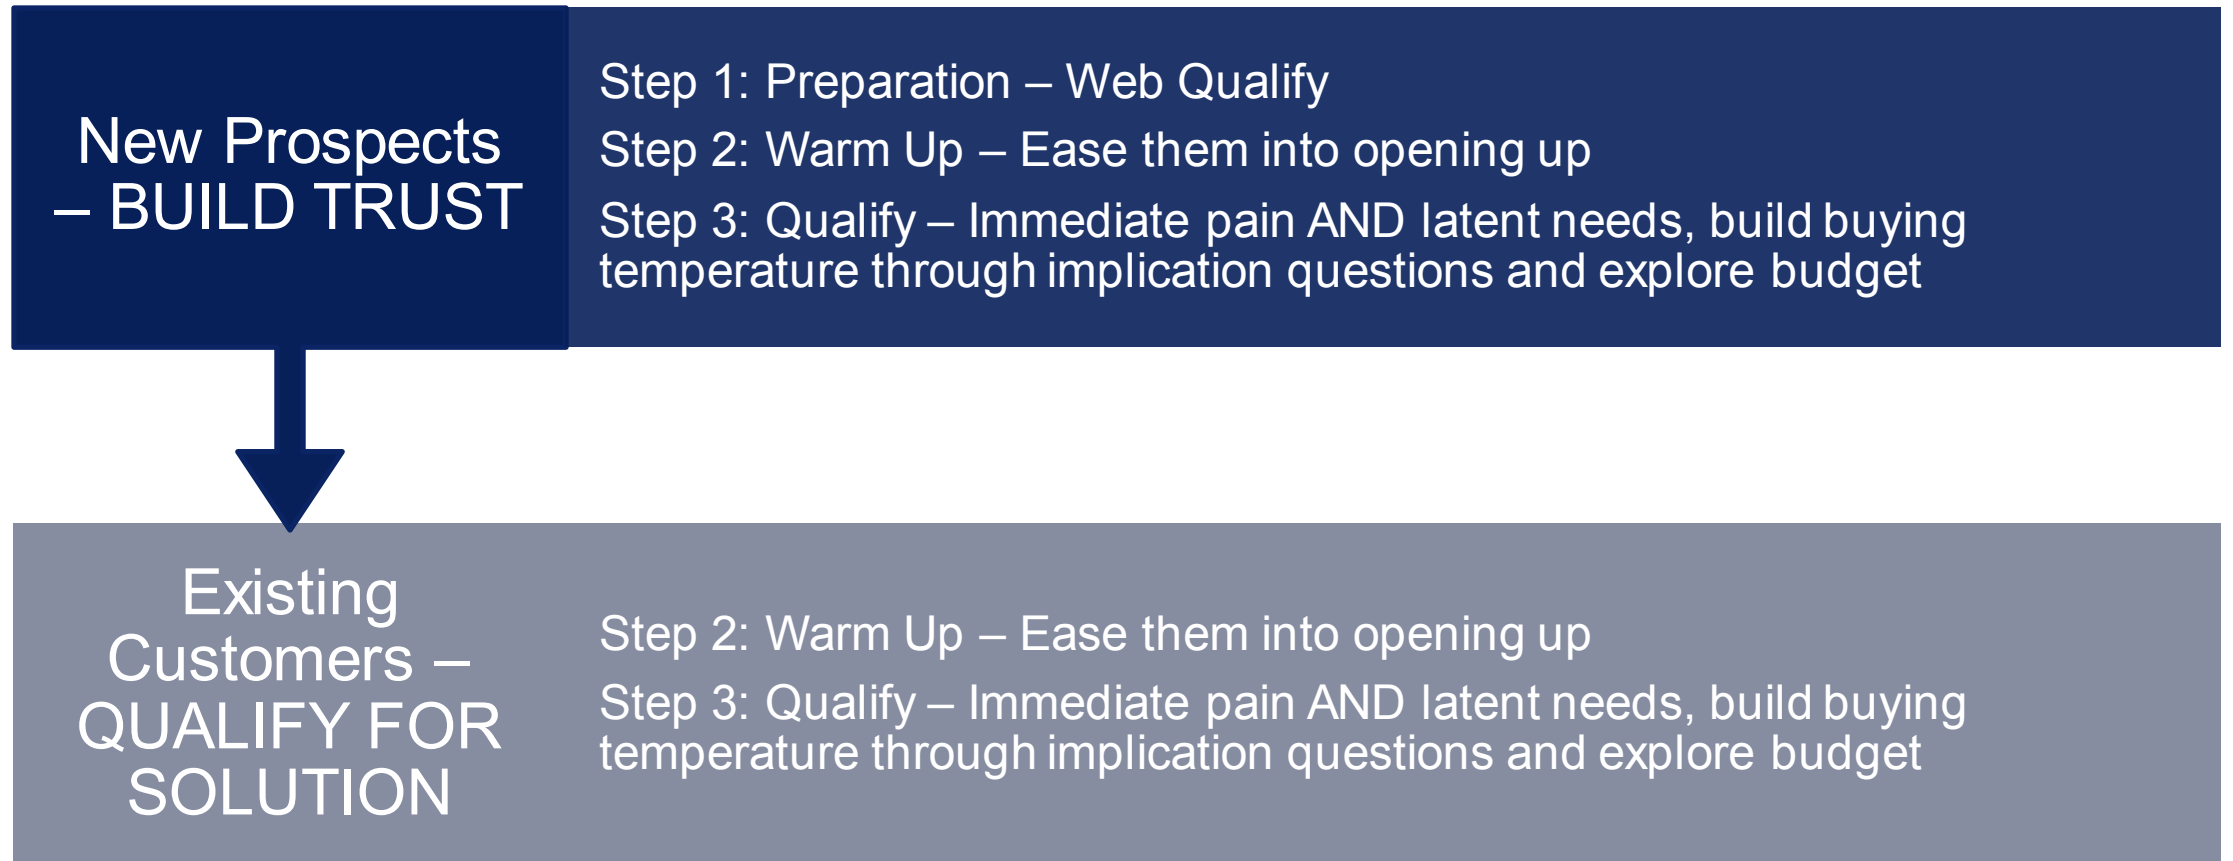 New Prospects
– BUILD TRUST
Step 1: Preparation – Web Qualify
Step 2: Warm Up – Ease them into opening up
Step 3: Qualify – Immediate pain AND latent needs, build buying
temperature through implication questions and explore budget
Existing
Customers –
QUALIFY FOR
SOLUTION
Step 2: Warm Up – Ease them into opening up
Step 3: Qualify – Immediate pain AND latent needs, build buying
temperature through implication questions and explore budget